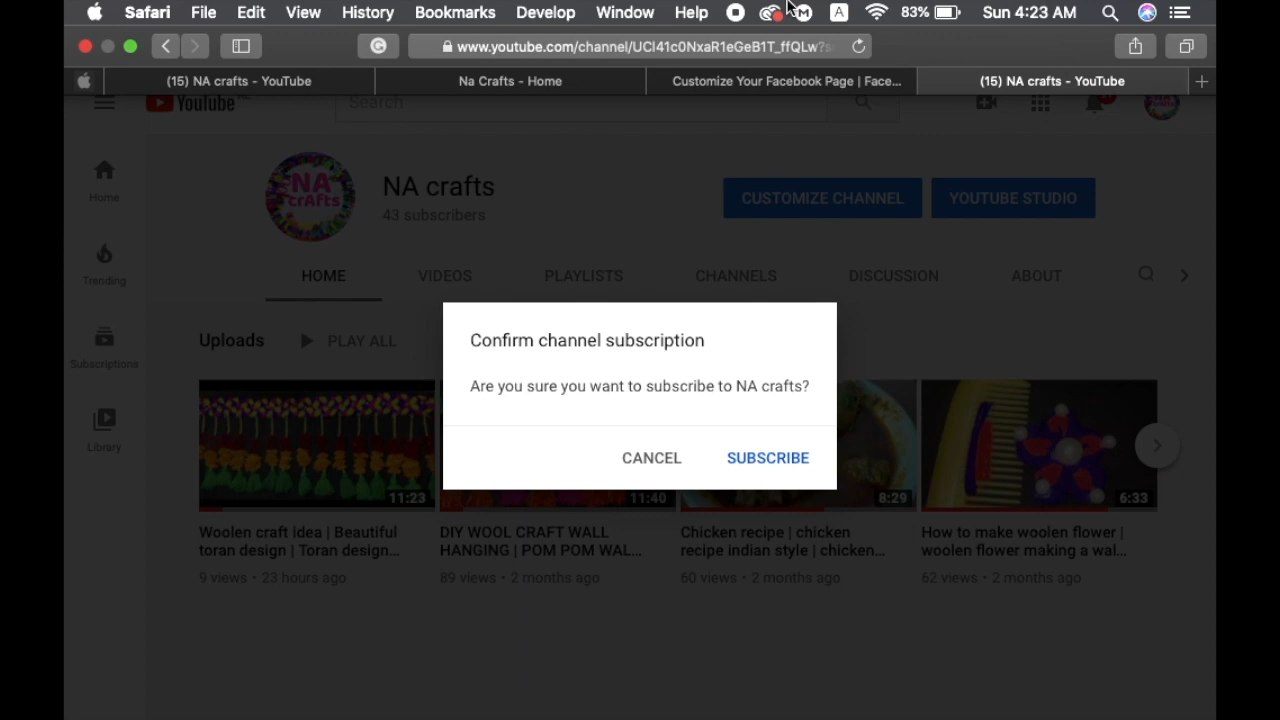 Safari File Edit View History Bookmarks Develop Window Help A 83% Sun 4:23 AM
www.youtube.com/channel/UCl41c0NxaR1eGeB1T_ffQLw?
(15) NA crafts - YouTube Na Crafts - Home Customize Your Facebook Page | Face... (15) NA crafts - YouTube
YouTube Search
NA crafts
NA crafts
43 subscribers
CUSTOMIZE CHANNEL YOUTUBE STUDIO
Home
Trending
Subscriptions
Library
HOME VIDEOS PLAYLISTS CHANNELS DISCUSSION ABOUT
Uploads PLAY ALL
Confirm channel subscription
Are you sure you want to subscribe to NA crafts?
CANCEL SUBSCRIBE
11:23 11:40 8:29 6:33
Woolen craft idea | Beautiful
toran design | Toran design...
9 views • 23 hours ago
DIY WOOL CRAFT WALL
HANGING | POM POM WAL...
89 views • 2 months ago
Chicken recipe | chicken
recipe indian style | chicken...
60 views • 2 months ago
How to make woolen flower |
woolen flower making a wal...
62 views • 2 months ago